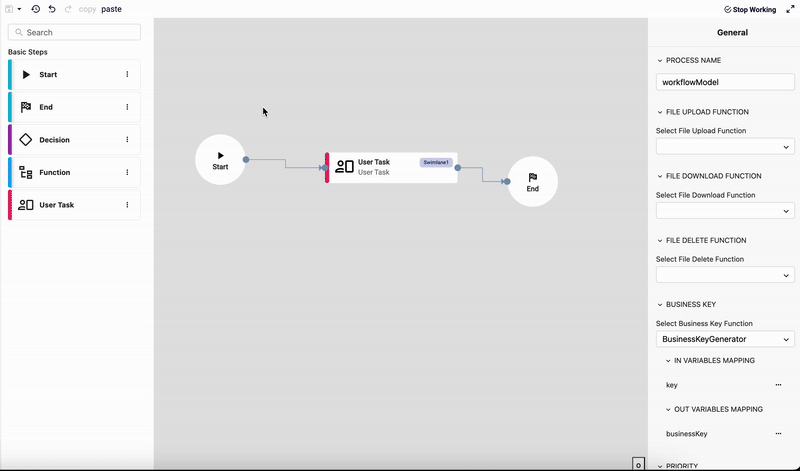 copy paste
Stop Working
Search
Basic Steps
Start
End
Decision
Function
User Task
Start
User Task
User Task
Swimlane1
End
General
PROCESS NAME
workflowModel
FILE UPLOAD FUNCTION
Select File Upload Function
FILE DOWNLOAD FUNCTION
Select File Download Function
FILE DELETE FUNCTION
Select File Delete Function
BUSINESS KEY
Select Business Key Function
BusinessKeyGenerator
IN VARIABLES MAPPING
key
OUT VARIABLES MAPPING
businessKey
PRIORITY